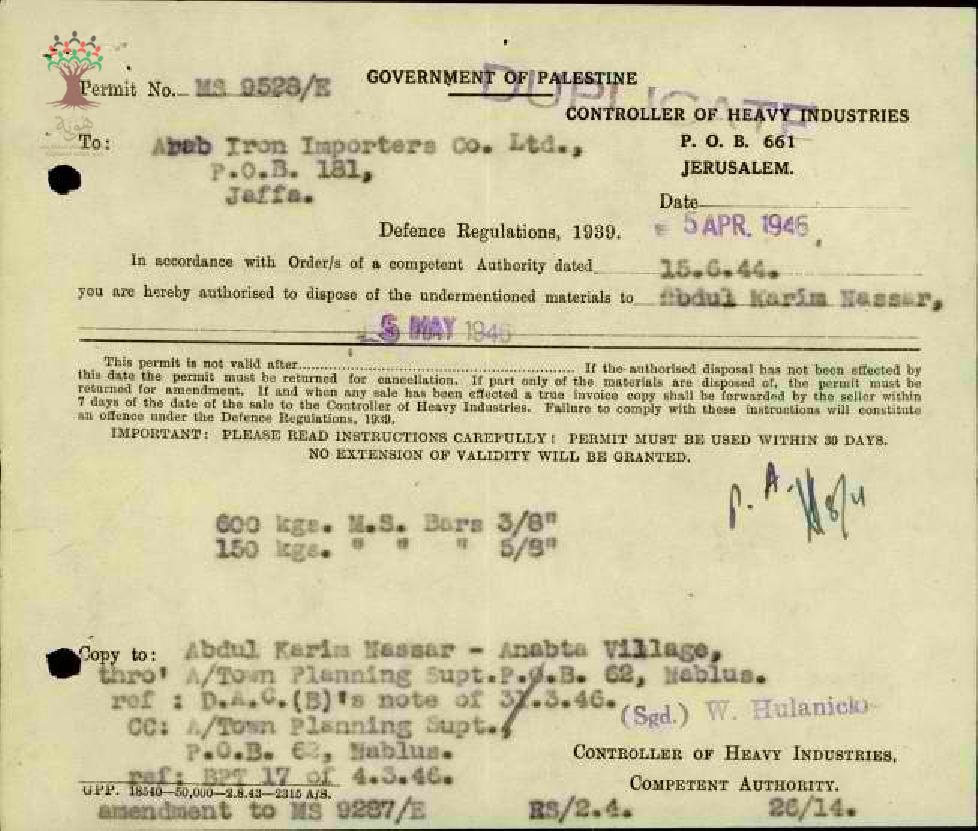 DUPLICATE
Permit No. MS 9528/E
GOVERNMENT OF PALESTINE
CONTROLLER OF HEAVY INDUSTRIES
P. O. B. 661
JERUSALEM.
هوية
To: Arab Iron Importers Co. Ltd.,
P.O.B. 181,
Jaffa.
Date
5 APR. 1946
Defence Regulations, 1939.
In accordance with Order/s of a competent Authority dated 15.6.44.
you are hereby authorised to dispose of the undermentioned materials to Abdul Karim Nassar,
5 MAY 1946
This permit is not valid after........ If the authorised disposal has not been effected by
this date the permit must be returned for cancellation. If part only of the materials are disposed of, the permit must be
returned for amendment. If and when any sale has been effected a true invoice copy shall be forwarded by the seller within
7 days of the date of the sale to the Controller of Heavy Industries. Failure to comply with these instructions will constitute
an offence under the Defence Regulations, 1939.
IMPORTANT: PLEASE READ INSTRUCTIONS CAREFULLY! PERMIT MUST BE USED WITHIN 30 DAYS.
NO EXTENSION OF VALIDITY WILL BE GRANTED.
P. A.
600 kgs. M.S. Bars 3/8"
150 kgs. " " " 5/8"
Copy to: Abdul Karim Nassar - Anabta Village,
thro' A/Town Planning Supt. P.O.B. 62, Nablus.
ref : D.A.C.(B)'s note of 31.3.46.
(Sgd.) W. Hulanicki
CC: A/Town Planning Supt.,
P.O.B. 62, Nablus.
CONTROLLER OF HEAVY INDUSTRIES,
ref: BPT 17 of 4.3.46.
COMPETENT AUTHORITY.
GPP. 18540—50,000—2.8.43—2315 A/S.
amendment to MS 9287/E RS/2.4. 26/14.